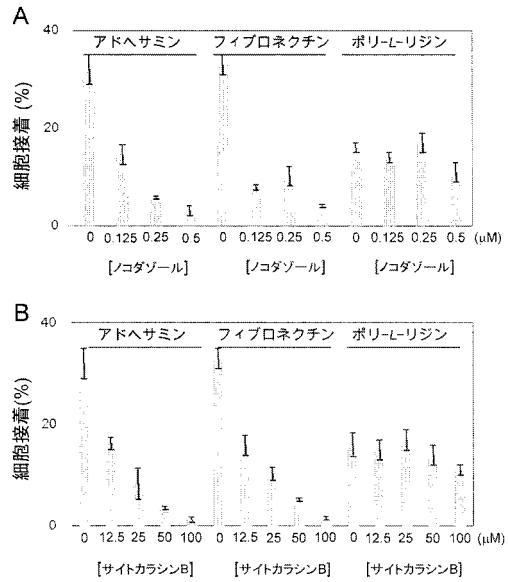 A
アドヘサミン フィブロネクチン ポリ-L-リジン
細胞接着 (%)
40
20
0
0 0.125 0.25 0.5 0 0.125 0.25 0.5 0 0.125 0.25 0.5 (μM)
[ノコダゾール] [ノコダゾール] [ノコダゾール]
B
アドヘサミン フィブロネクチン ポリ-L-リジン
細胞接着(%)
40
20
0
0 12.5 25 50 100 0 12.5 25 50 100 0 12.5 25 50 100 (μM)
[サイトカラシンB] [サイトカラシンB] [サイトカラシンB]